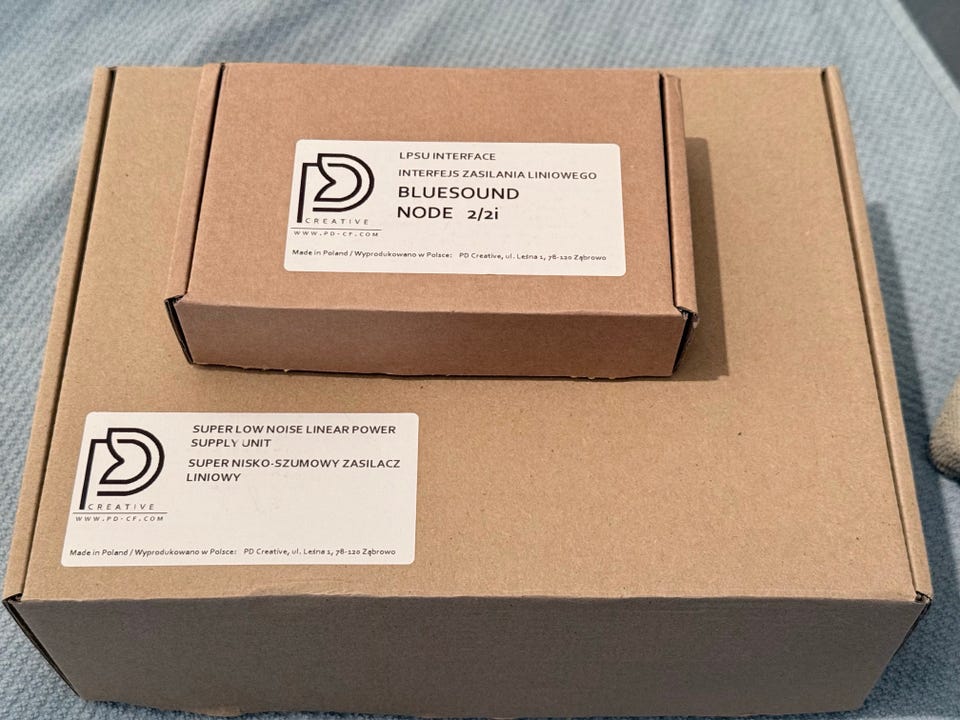 LPSU INTERFACE
INTERFEJS ZASILANIA LINIOWEGO
BLUESOUND
NODE 2/2i
PD
CREATIVE
WWW.PD-CF.COM
Made in Poland / Wyprodukowano w Polsce: PD Creative, ul. Leśna 1, 78-120 Ząbrowo
SUPER LOW NOISE LINEAR POWER
SUPPLY UNIT
SUPER NISKO-SZUMOWY ZASILACZ
LINIOWY
PD
CREATIVE
WWW.PD-CF.COM
Made in Poland / Wyprodukowano w Polsce: PD Creative, ul. Leśna 1, 78-120 Ząbrowo